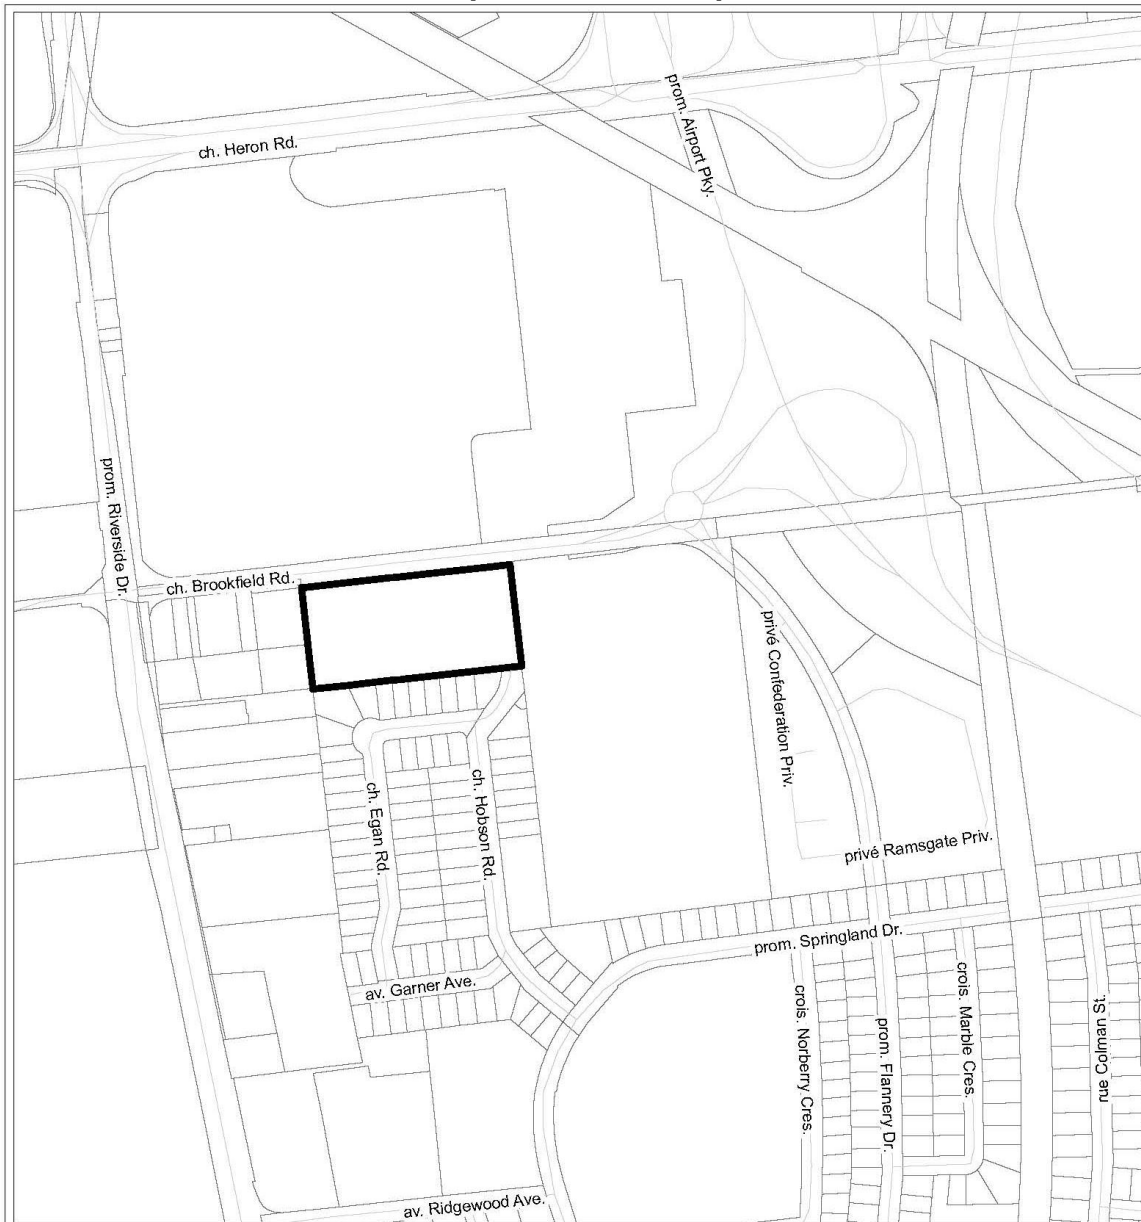 prom. Airport Pky.
ch. Heron Rd.
prom. Riverside Dr.
ch. Brookfield Rd.
privé Confederation Priv.
ch. Egan Rd.
ch. Hobson Rd.
privé Ramsgate Priv.
prom. Springland Dr.
av. Garner Ave.
crois. Norberry Cres.
prom. Flannery Dr.
crois. Marble Cres.
rue Colman St.
av. Ridgewood Ave.